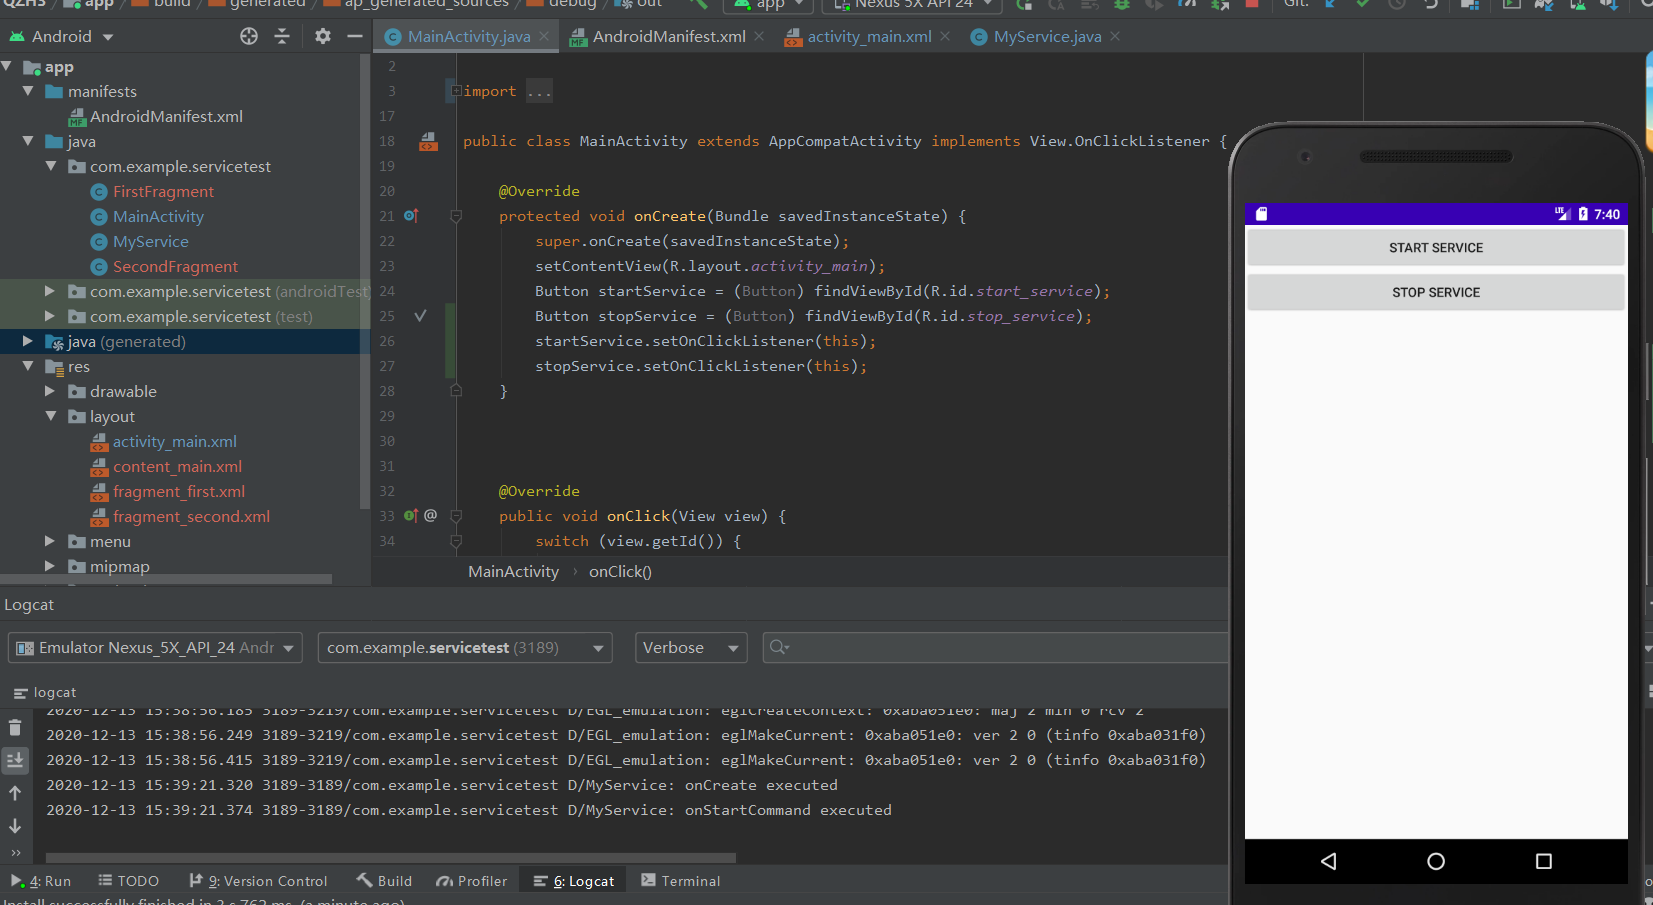 QZHS app build generated ap_generated_sources debug out app Nexus 5X API 24 Git:
Android
MainActivity.java AndroidManifest.xml activity_main.xml MyService.java
app
manifests
AndroidManifest.xml
java
com.example.servicetest
FirstFragment
MainActivity
MyService
SecondFragment
com.example.servicetest (androidTest)
com.example.servicetest (test)
java (generated)
res
drawable
layout
activity_main.xml
content_main.xml
fragment_first.xml
fragment_second.xml
menu
mipmap
2
3 import ...
17
18 public class MainActivity extends AppCompatActivity implements View.OnClickListener {
19
20 @Override
21 protected void onCreate(Bundle savedInstanceState) {
22 super.onCreate(savedInstanceState);
23 setContentView(R.layout.activity_main);
24 Button startService = (Button) findViewById(R.id.start_service);
25 Button stopService = (Button) findViewById(R.id.stop_service);
26 startService.setOnClickListener(this);
27 stopService.setOnClickListener(this);
28 }
29
30
31
32 @Override
33 @ public void onClick(View view) {
34 switch (view.getId()) {
MainActivity › onClick()
LTE 7:40
START SERVICE
STOP SERVICE
Logcat
Emulator Nexus_5X_API_24 Andr com.example.servicetest (3189) Verbose
logcat
2020-12-13 15:38:56.185 3189-3219/com.example.servicetest D/EGL_emulation: eglCreateContext: 0xaba051e0: maj 2 min 0 rcv 2
2020-12-13 15:38:56.249 3189-3219/com.example.servicetest D/EGL_emulation: eglMakeCurrent: 0xaba051e0: ver 2 0 (tinfo 0xaba031f0)
2020-12-13 15:38:56.415 3189-3219/com.example.servicetest D/EGL_emulation: eglMakeCurrent: 0xaba051e0: ver 2 0 (tinfo 0xaba031f0)
2020-12-13 15:39:21.320 3189-3189/com.example.servicetest D/MyService: onCreate executed
2020-12-13 15:39:21.374 3189-3189/com.example.servicetest D/MyService: onStartCommand executed
4: Run TODO 9: Version Control Build Profiler 6: Logcat Terminal
Install successfully finished in 3 s 762 ms. (a minute ago)